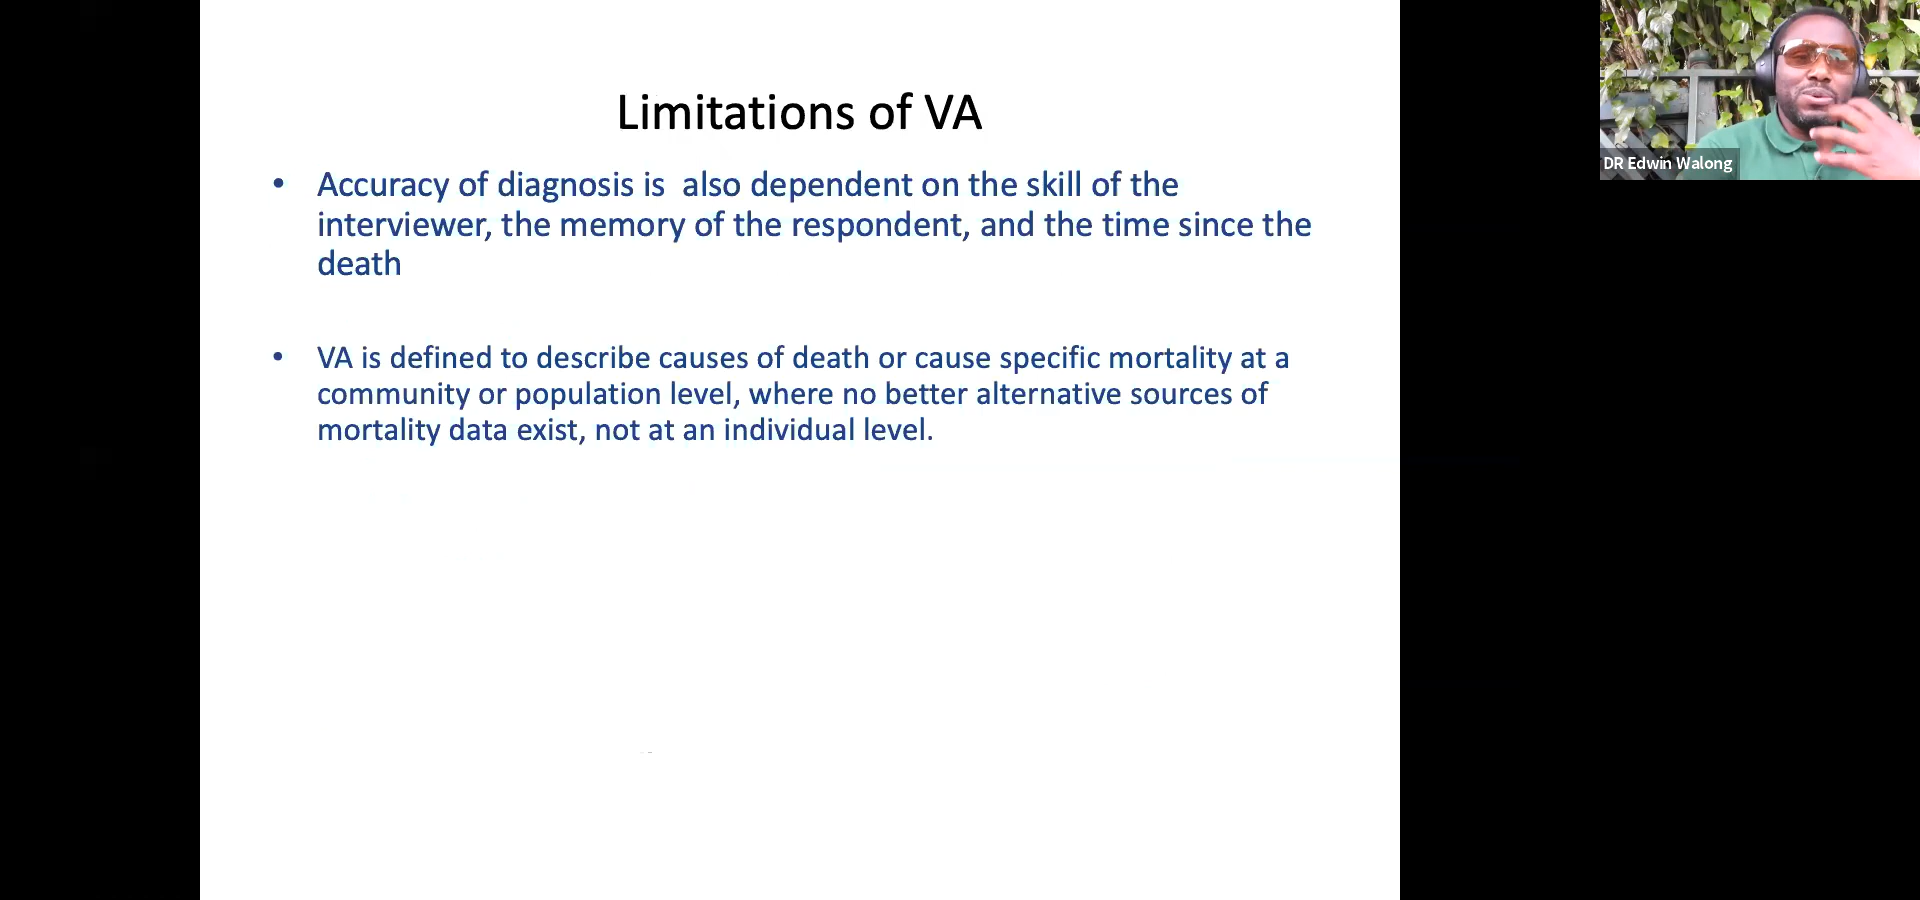 Limitations of VA
• Accuracy of diagnosis is  also dependent on the skill of the
interviewer, the memory of the respondent, and the time since the
death
• VA is defined to describe causes of death or cause specific mortality at a
community or population level, where no better alternative sources of
mortality data exist, not at an individual level.
DR Edwin Walong